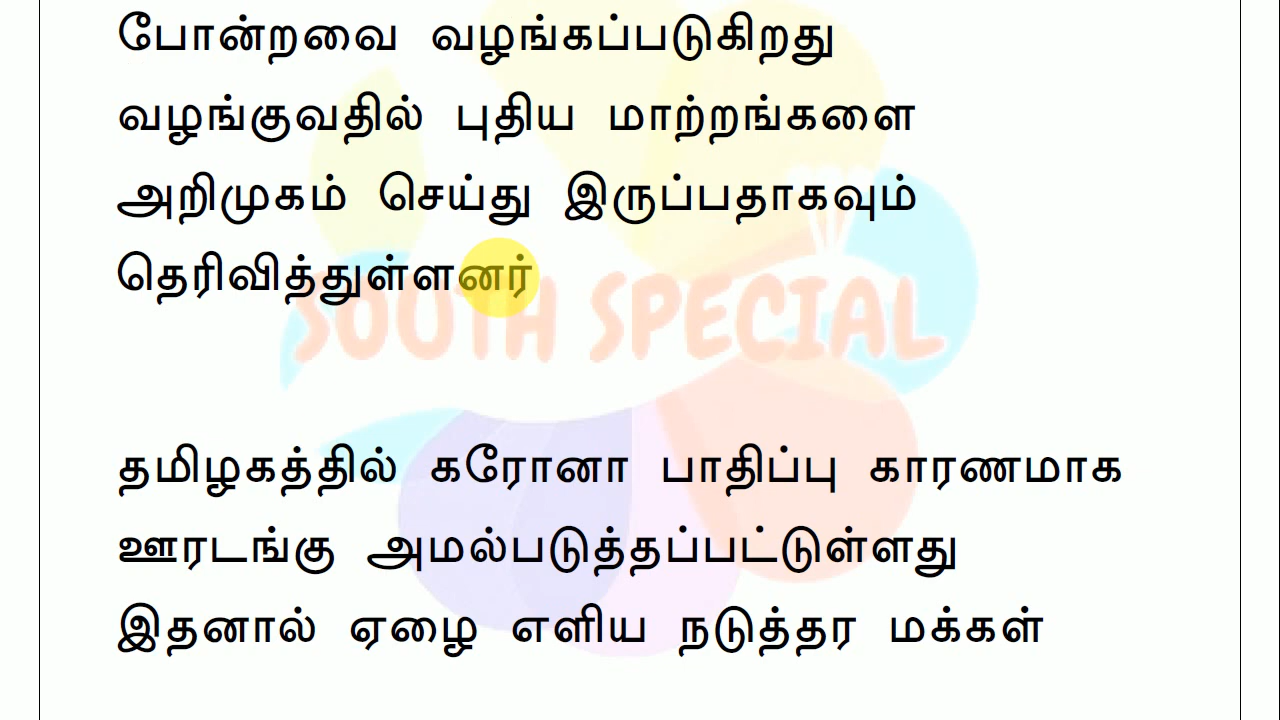 போன்றவை வழங்கப்படுகிறது
வழங்குவதில் புதிய மாற்றங்களை
அறிமுகம் செய்து இருப்பதாகவும்
தெரிவித்துள்ளனர்
SOUTH SPECIAL
தமிழகத்தில் கரோனா பாதிப்பு காரணமாக
ஊரடங்கு அமல்படுத்தப்பட்டுள்ளது
இதனால் ஏழை எளிய நடுத்தர மக்கள்